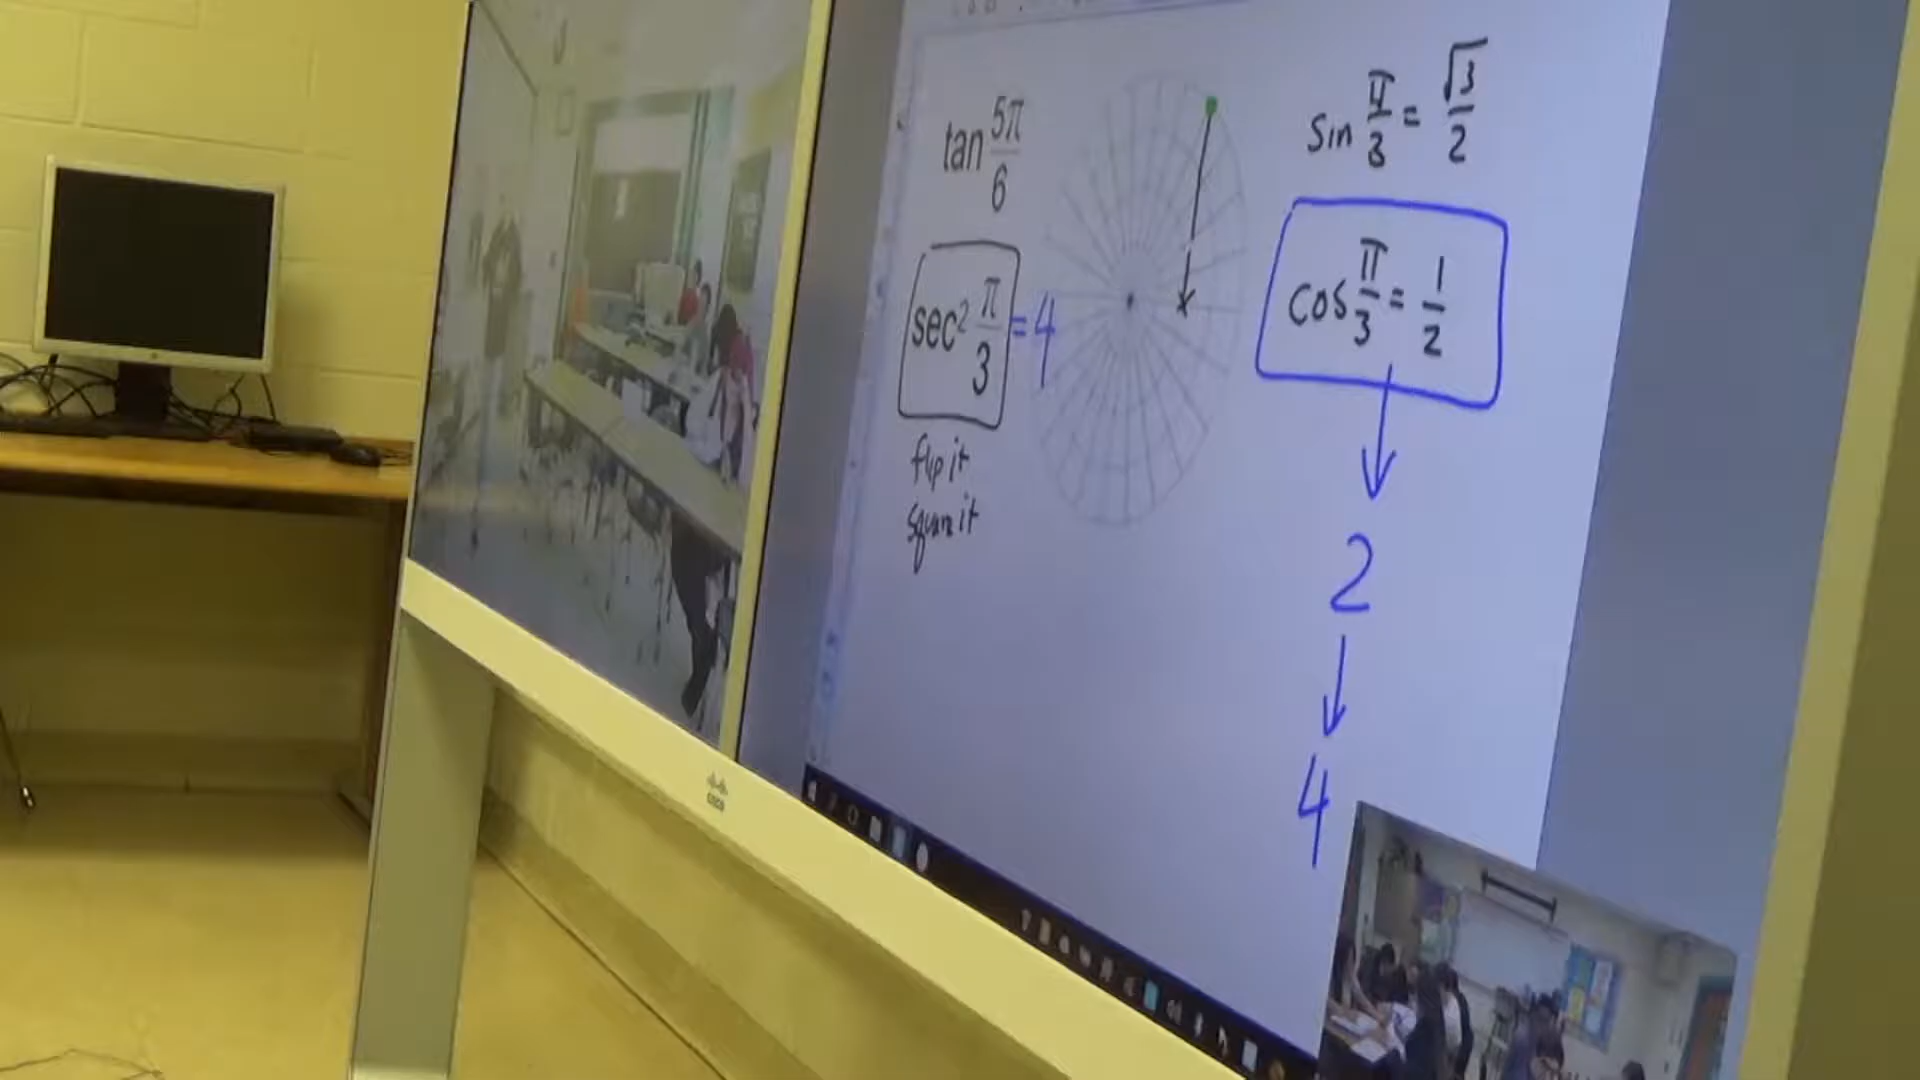 tan 5π/6
sec² π/3 = 4
flip it
square it
sin π/3 = √3/2
cos π/3 = 1/2
2
4
CISCO